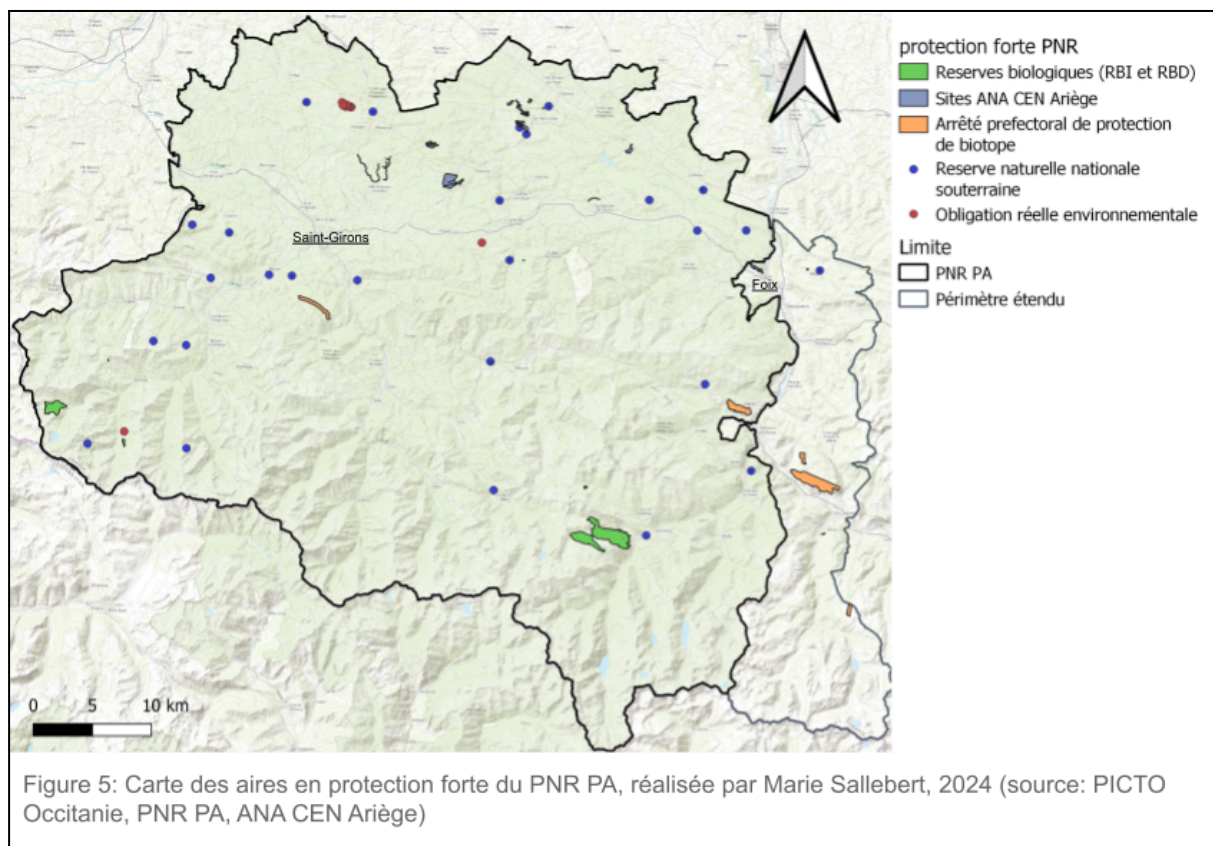 protection forte PNR
Reserves biologiques (RBI et RBD)
Sites ANA CEN Ariège
Arrêté prefectoral de protection
de biotope
Reserve naturelle nationale
souterraine
Obligation réelle environnementale
Limite
PNR PA
Périmètre étendu
Saint-Girons
Foix
0 5 10 km
Figure 5: Carte des aires en protection forte du PNR PA, réalisée par Marie Sallebert, 2024 (source: PICTO
Occitanie, PNR PA, ANA CEN Ariège)